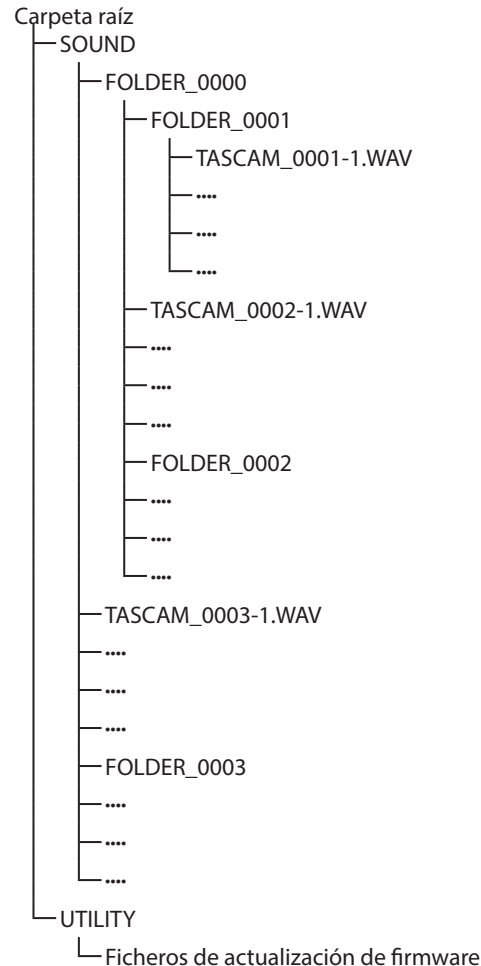 Carpeta raíz
SOUND
FOLDER_0000
FOLDER_0001
TASCAM_0001-1.WAV
....
....
....
TASCAM_0002-1.WAV
....
....
....
FOLDER_0002
....
....
....
TASCAM_0003-1.WAV
....
....
....
FOLDER_0003
....
....
....
UTILITY
Ficheros de actualización de firmware